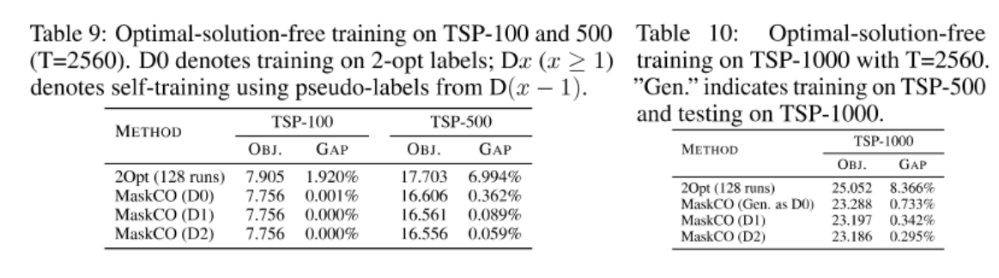 Table 9: Optimal-solution-free training on TSP-100 and 500
(T=2560). D0 denotes training on 2-opt labels; Dx (x ≥ 1)
denotes self-training using pseudo-labels from D(x − 1).
METHOD TSP-100 TSP-500
OBJ. GAP OBJ. GAP
2Opt (128 runs) 7.905 1.920% 17.703 6.994%
MaskCO (D0) 7.756 0.001% 16.606 0.362%
MaskCO (D1) 7.756 0.000% 16.561 0.089%
MaskCO (D2) 7.756 0.000% 16.556 0.059%
Table 10: Optimal-solution-free
training on TSP-1000 with T=2560.
"Gen." indicates training on TSP-500
and testing on TSP-1000.
METHOD TSP-1000
OBJ. GAP
2Opt (128 runs) 25.052 8.366%
MaskCO (Gen. as D0) 23.288 0.733%
MaskCO (D1) 23.197 0.342%
MaskCO (D2) 23.186 0.295%